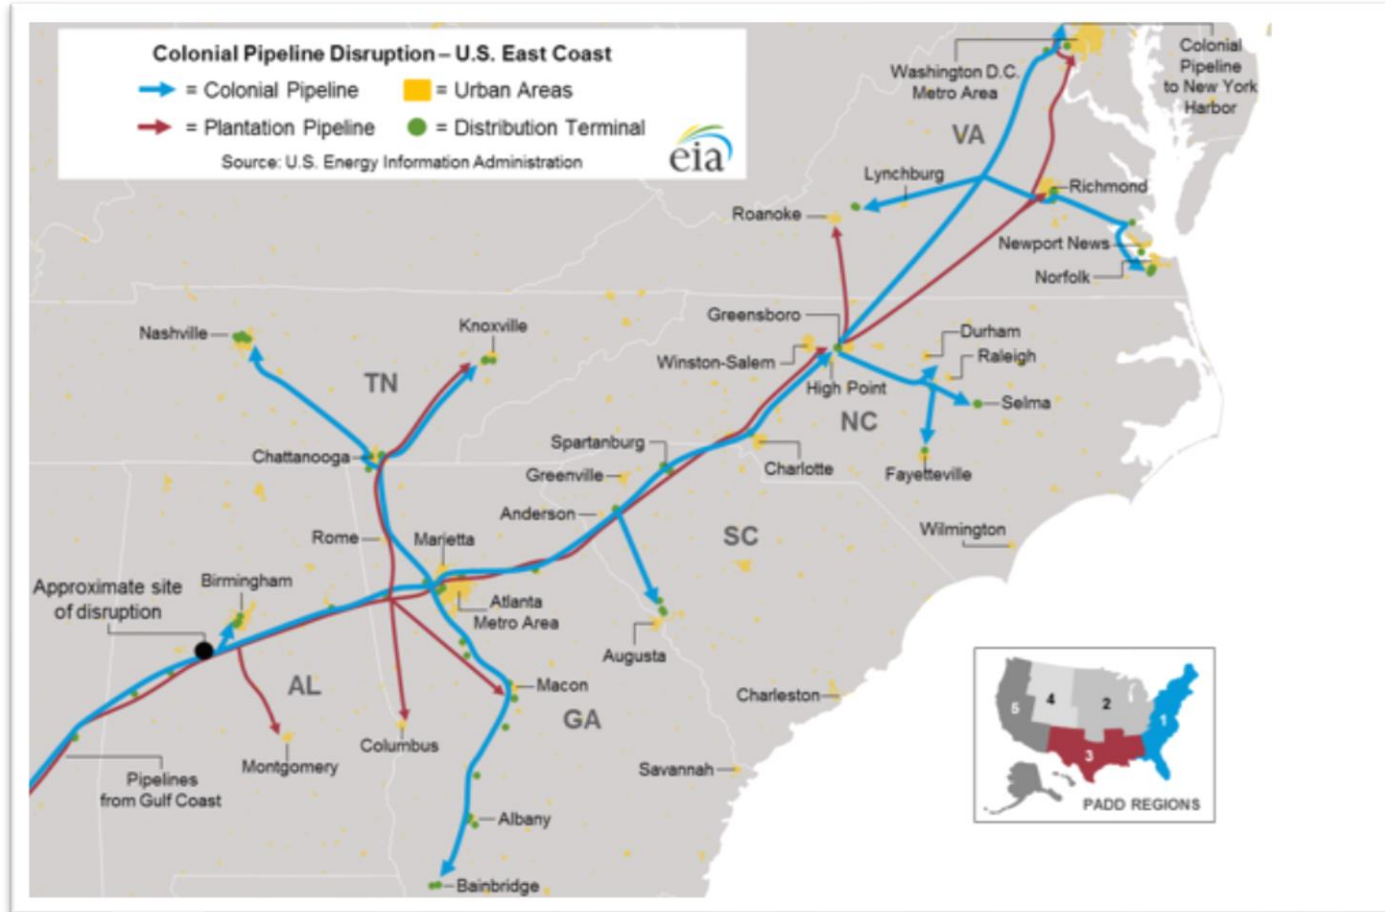 Colonial Pipeline Disruption – U.S. East Coast
= Colonial Pipeline
= Urban Areas
= Plantation Pipeline
= Distribution Terminal
Source: U.S. Energy Information Administration
eia
Colonial
Pipeline
to New York
Harbor
Washington D.C.
Metro Area
VA
Lynchburg
Richmond
Roanoke
Newport News
Norfolk
Greensboro
Nashville
Knoxville
Durham
Raleigh
Winston-Salem
TN
High Point
Selma
NC
Spartanburg
Chattanooga
Charlotte
Greenville
Fayetteville
Anderson
Wilmington
SC
Rome
Marietta
Approximate site
of disruption
Birmingham
Atlanta
Metro Area
Augusta
AL
Macon
Charleston
GA
Columbus
Montgomery
Savannah
Pipelines
from Gulf Coast
Albany
Bainbridge
5
4
2
1
3
PADD REGIONS